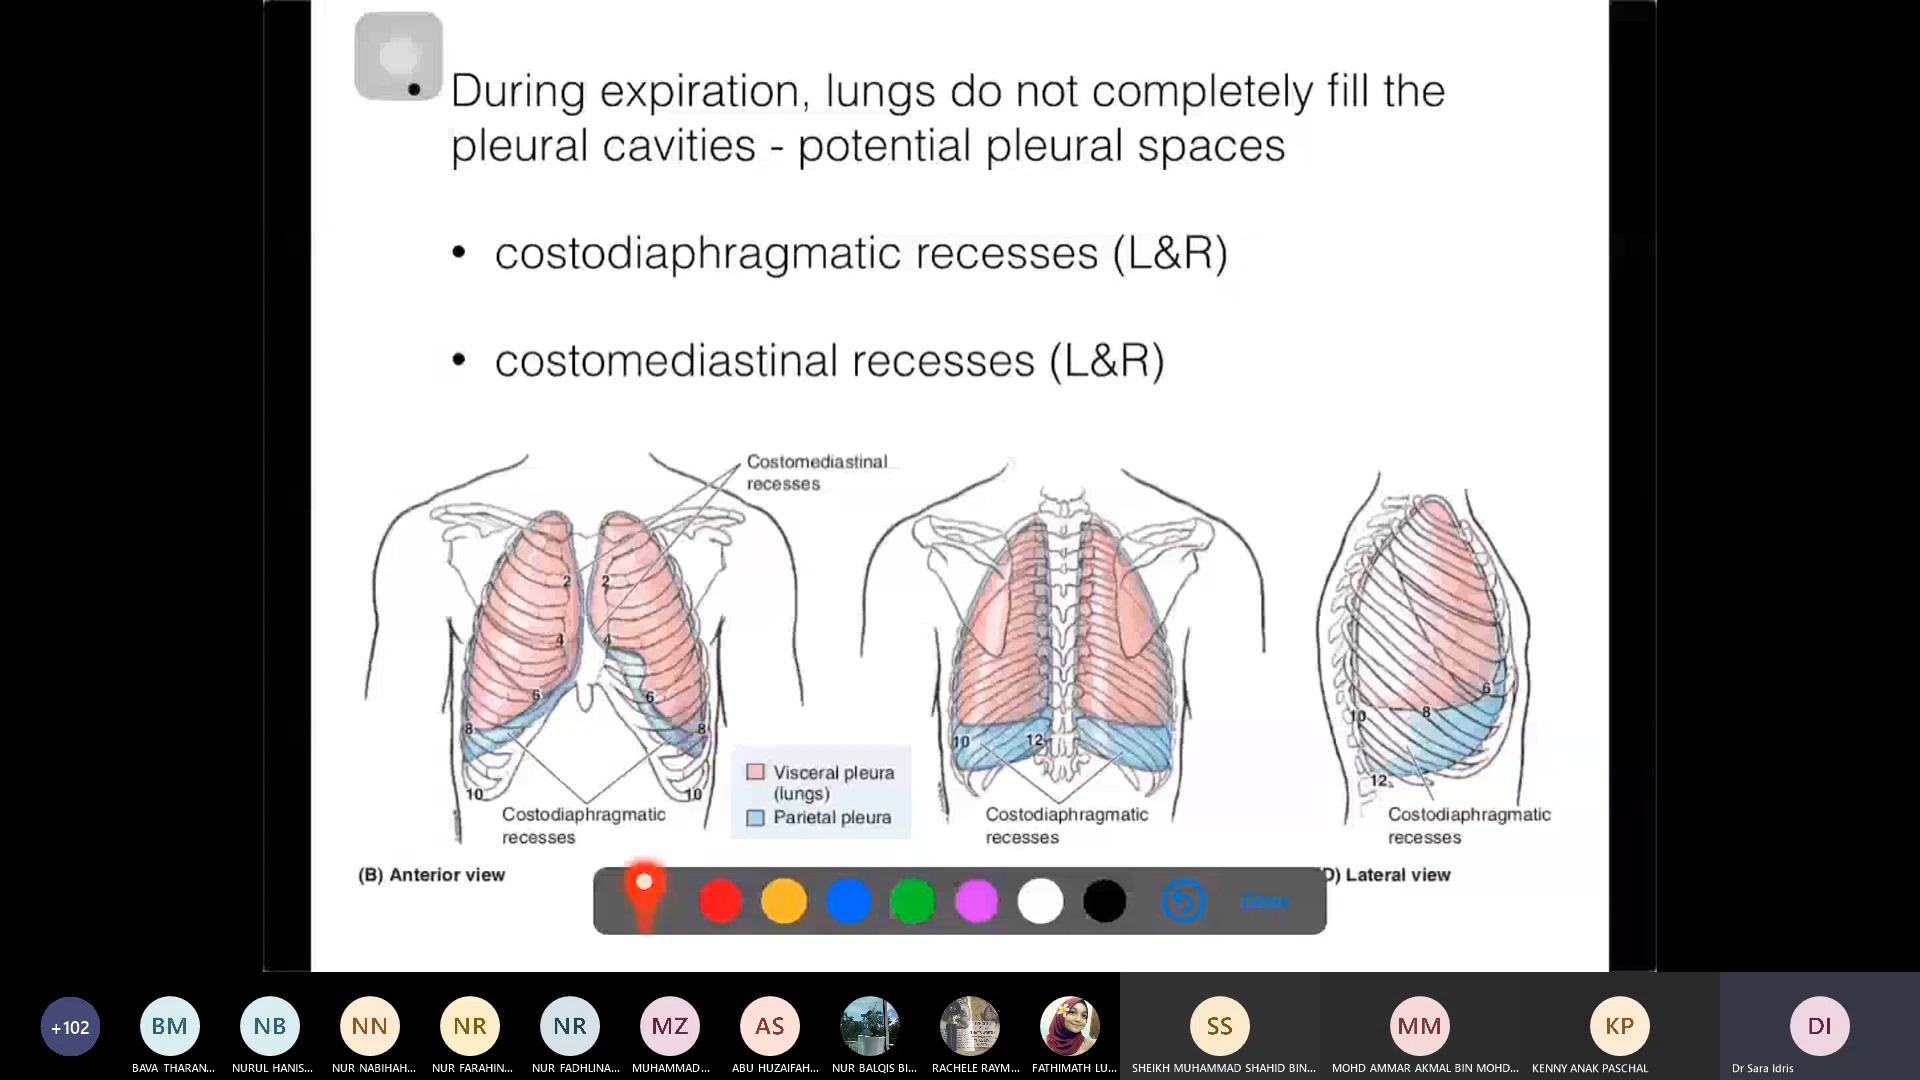 During expiration, lungs do not completely fill the
pleural cavities - potential pleural spaces
• costodiaphragmatic recesses (L&R)
• costomediastinal recesses (L&R)
Costomediastinal
recesses
2 2
4 4
6 6
8 8
10 10
Costodiaphragmatic
recesses
Visceral pleura
(lungs)
Parietal pleura
(B) Anterior view
10 12
Costodiaphragmatic
recesses
6
8
10
12
Costodiaphragmatic
recesses
D) Lateral view
Done
+102
BM
NB
NN
NR
NR
MZ
AS
SS
MM
KP
DI
BAVA THARAN...
NURUL HANIS...
NUR NABIHAH...
NUR FARAHIN...
NUR FADHLINA...
MUHAMMAD...
ABU HUZAIFAH...
NUR BALQIS BI...
RACHELE RAYM...
FATHIMATH LU...
SHEIKH MUHAMMAD SHAHID BIN...
MOHD AMMAR AKMAL BIN MOHD...
KENNY ANAK PASCHAL
Dr Sara Idris